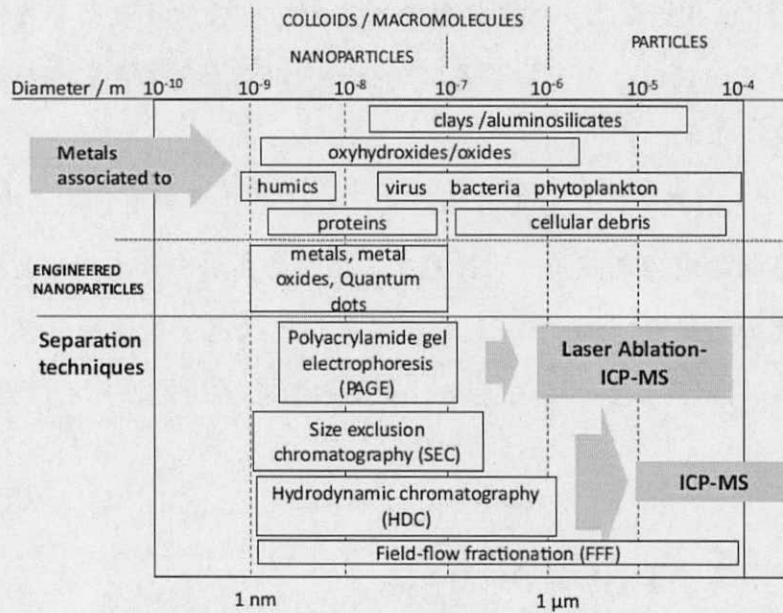 COLLOIDS / MACROMOLECULES
NANOPARTICLES
PARTICLES
Diameter / m 10-10 10-9 10-8 10-7 10-6 10-5 10-4
clays /aluminosilicates
Metals
associated to
oxyhydroxides/oxides
humics
virus bacteria phytoplankton
proteins
cellular debris
ENGINEERED
NANOPARTICLES
metals, metal
oxides, Quantum
dots
Separation
techniques
Polyacrylamide gel
electrophoresis
(PAGE)
Laser Ablation-
ICP-MS
Size exclusion
chromatography (SEC)
Hydrodynamic chromatography
(HDC)
ICP-MS
Field-flow fractionation (FFF)
1 nm
1 µm